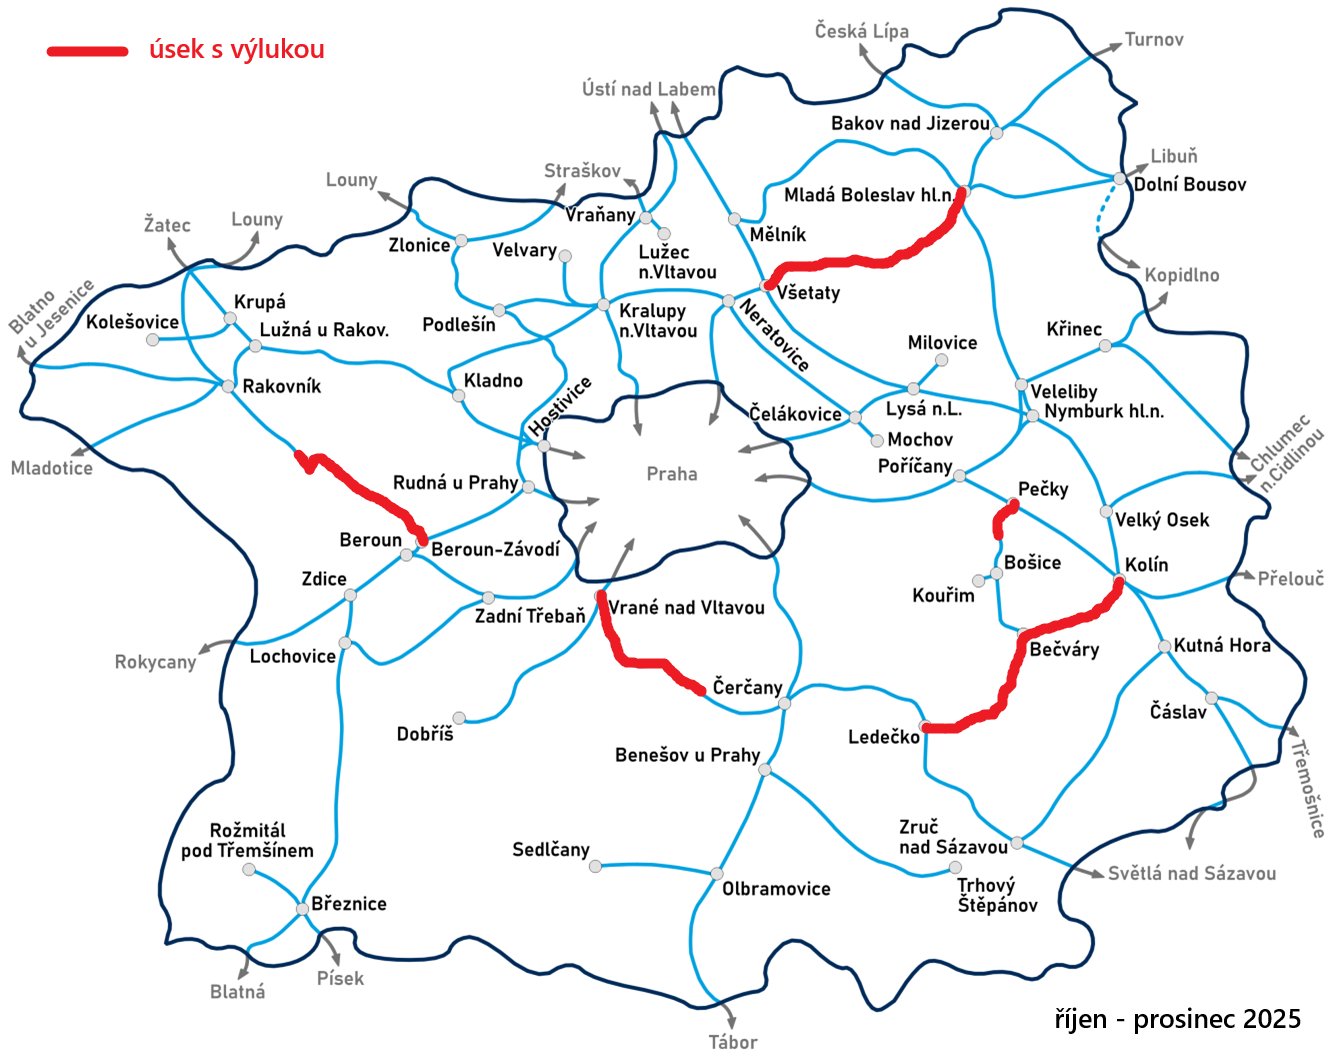 úsek s výlukou
Česká Lípa
Turnov
Ústí nad Labem
Bakov nad Jizerou
Libuň
Dolní Bousov
Straškov
Louny
Mladá Boleslav hl.n.
Vraňany
Žatec
Louny
Zlonice
Velvary
Lužec
n.Vltavou
Mělník
Kopidlno
Blatno
u Jesenice
Krupá
Kolešovice
Lužná u Rakov.
Podlešín
Kralupy
n.Vltavou
Neratovice
Všetaty
Křinec
Milovice
Rakovník
Kladno
Hostivice
Lysá n.L.
Veleliby
Nymburk hl.n.
Čelákovice
Mochov
Chlumec
n.Cidlinou
Mladotice
Praha
Poříčany
Rudná u Prahy
Pečky
Velký Osek
Beroun
Beroun-Závodí
Bošice
Kolín
Přelouč
Zdice
Kouřim
Zadní Třebaň
Vrané nad Vltavou
Rokycany
Lochovice
Bečváry
Kutná Hora
Čerčany
Čáslav
Dobříš
Ledečko
Třemošnice
Benešov u Prahy
Rožmitál
pod Třemšínem
Sedlčany
Zruč
nad Sázavou
Světlá nad Sázavou
Olbramovice
Trhový
Štěpánov
Březnice
Blatná
Písek
Tábor
říjen - prosinec 2025